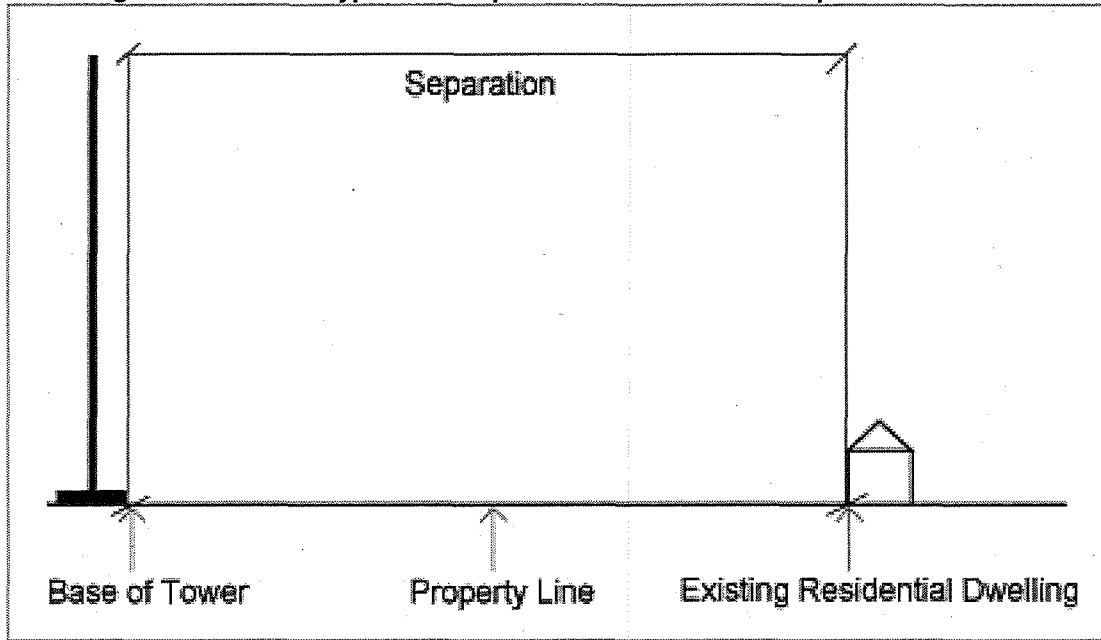 Separation
Base of Tower
Property Line
Existing Residential Dwelling